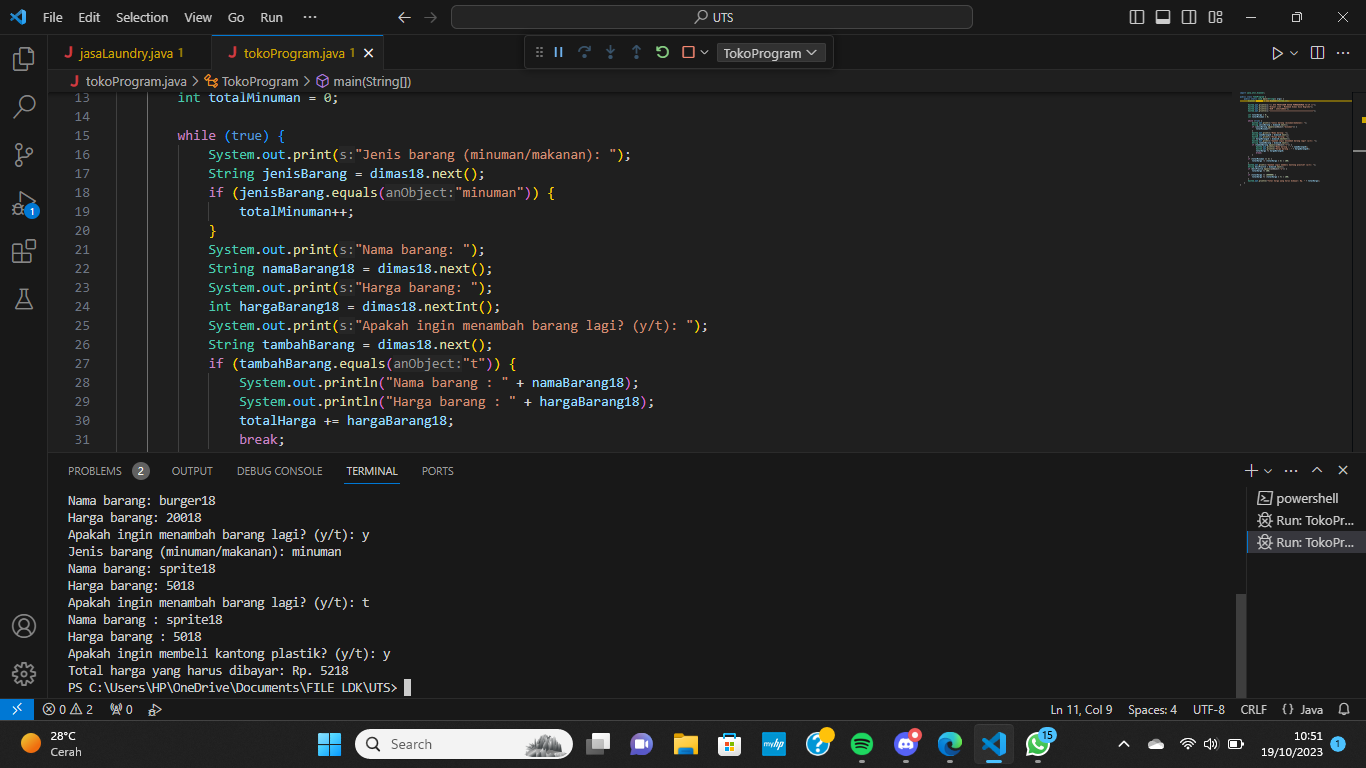 File Edit Selection View Go Run ··· UTS
jasaLaundry.java 1 tokoProgram.java 1 TokoProgram
tokoProgram.java > TokoProgram > main(String[])
13 int totalMinuman = 0;
14
15 while (true) {
16 System.out.print(s:"Jenis barang (minuman/makanan): ");
17 String jenisBarang = dimas18.next();
18 if (jenisBarang.equals(anObject:"minuman")) {
19 totalMinuman++;
20 }
21 System.out.print(s:"Nama barang: ");
22 String namaBarang18 = dimas18.next();
23 System.out.print(s:"Harga barang: ");
24 int hargaBarang18 = dimas18.nextInt();
25 System.out.print(s:"Apakah ingin menambah barang lagi? (y/t): ");
26 String tambahBarang = dimas18.next();
27 if (tambahBarang.equals(anObject:"t")) {
28 System.out.println("Nama barang : " + namaBarang18);
29 System.out.println("Harga barang : " + hargaBarang18);
30 totalHarga += hargaBarang18;
31 break;
PROBLEMS 2 OUTPUT DEBUG CONSOLE TERMINAL PORTS
Nama barang: burger18
Harga barang: 20018
Apakah ingin menambah barang lagi? (y/t): y
Jenis barang (minuman/makanan): minuman
Nama barang: sprite18
Harga barang: 5018
Apakah ingin menambah barang lagi? (y/t): t
Nama barang : sprite18
Harga barang : 5018
Apakah ingin membeli kantong plastik? (y/t): y
Total harga yang harus dibayar: Rp. 5218
PS C:\Users\HP\OneDrive\Documents\FILE LDK\UTS>
powershell
Run: TokoPr...
Run: TokoPr...
1
0 2 0 Ln 11, Col 9 Spaces: 4 UTF-8 CRLF {} Java
28°C
Cerah
Search
myhp
15
10:51
19/10/2023
1